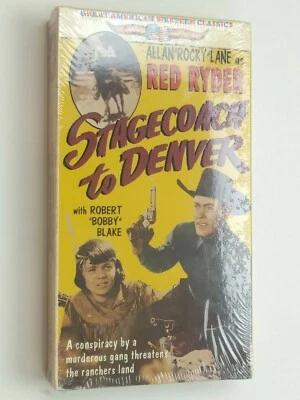 GREAT AMERICAN WESTERN CLASSICS
ALLAN "ROCKY" LANE as
RED RYDER
STAGECOACH
to DENVER
with ROBERT
"BOBBY"
BLAKE
A conspiracy by a
murderous gang threatens
the ranchers land